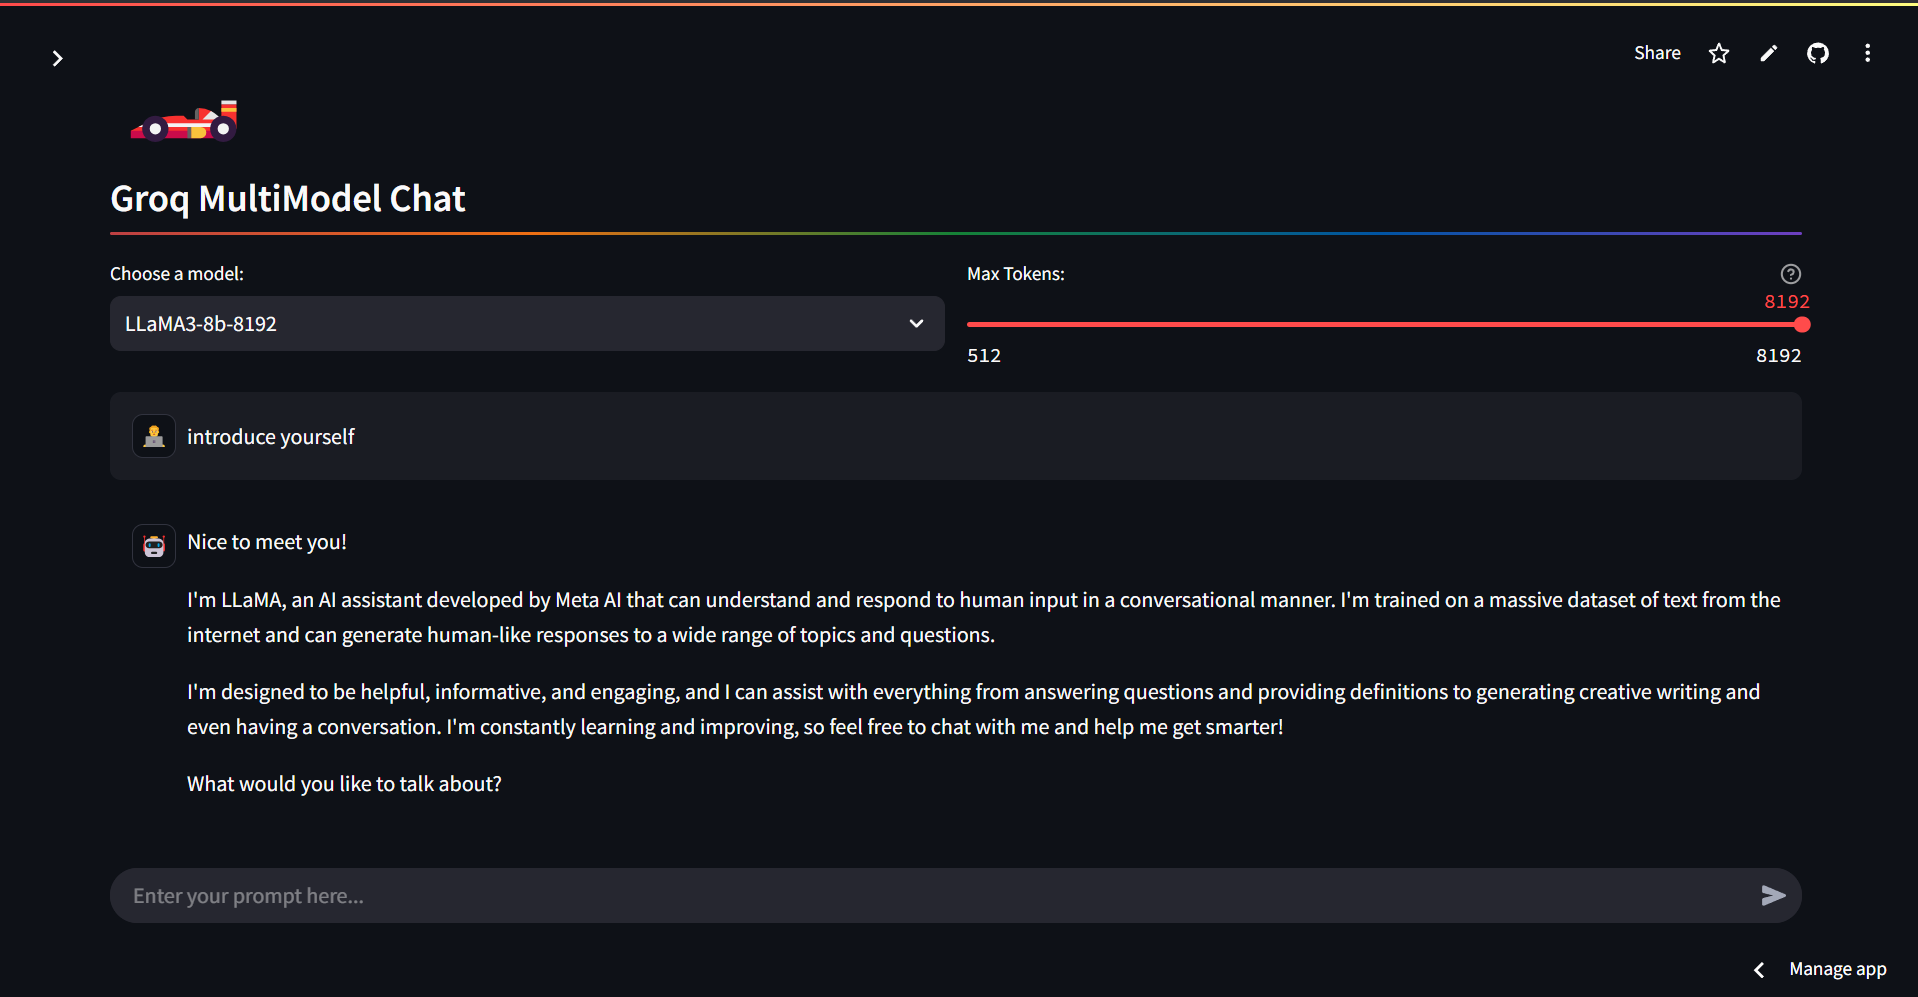 Share
Groq MultiModel Chat
Choose a model:
LLaMA3-8b-8192
Max Tokens:
8192
512
8192
introduce yourself
Nice to meet you!
I'm LLaMA, an AI assistant developed by Meta AI that can understand and respond to human input in a conversational manner. I'm trained on a massive dataset of text from the
internet and can generate human-like responses to a wide range of topics and questions.
I'm designed to be helpful, informative, and engaging, and I can assist with everything from answering questions and providing definitions to generating creative writing and
even having a conversation. I'm constantly learning and improving, so feel free to chat with me and help me get smarter!
What would you like to talk about?
Enter your prompt here...
Manage app